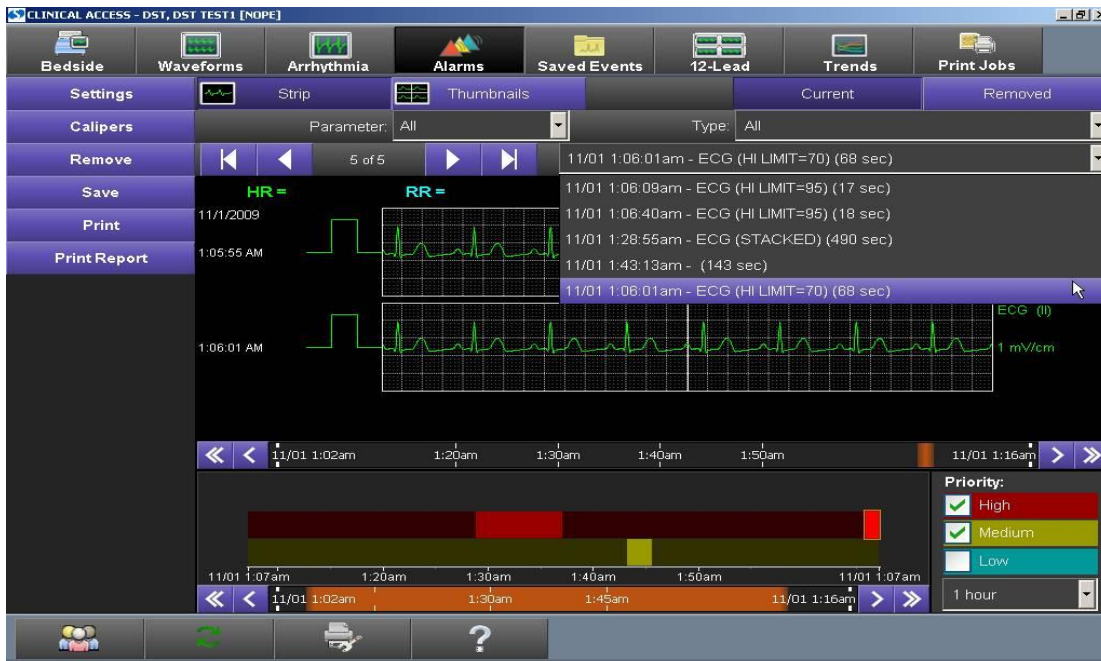 CLINICAL ACCESS - DST, DST TEST1 [NOPE]
Bedside
Waveforms
Arrhythmia
Alarms
Saved Events
12-Lead
Trends
Print Jobs
Settings
Strip
Thumbnails
Current
Removed
Calipers
Parameter: All
Type: All
Remove
5 of 5
11/01 1:06:01am - ECG (HI LIMIT=70) (68 sec)
Save
HR =
RR =
11/01 1:06:09am - ECG (HI LIMIT=95) (17 sec)
11/01 1:06:40am - ECG (HI LIMIT=95) (18 sec)
11/01 1:28:55am - ECG (STACKED) (490 sec)
11/01 1:43:13am - (143 sec)
11/01 1:06:01am - ECG (HI LIMIT=70) (68 sec)
Print
11/1/2009
Print Report
1:05:55 AM
ECG (II)
1:06:01 AM
1 mV/cm
11/01 1:02am 1:20am 1:30am 1:40am 1:50am 11/01 1:16am
Priority:
High
Medium
Low
11/01 1:07am 1:20am 1:30am 1:40am 1:50am 11/01 1:07am
11/01 1:02am 1:30am 1:45am 11/01 1:16am
1 hour
?